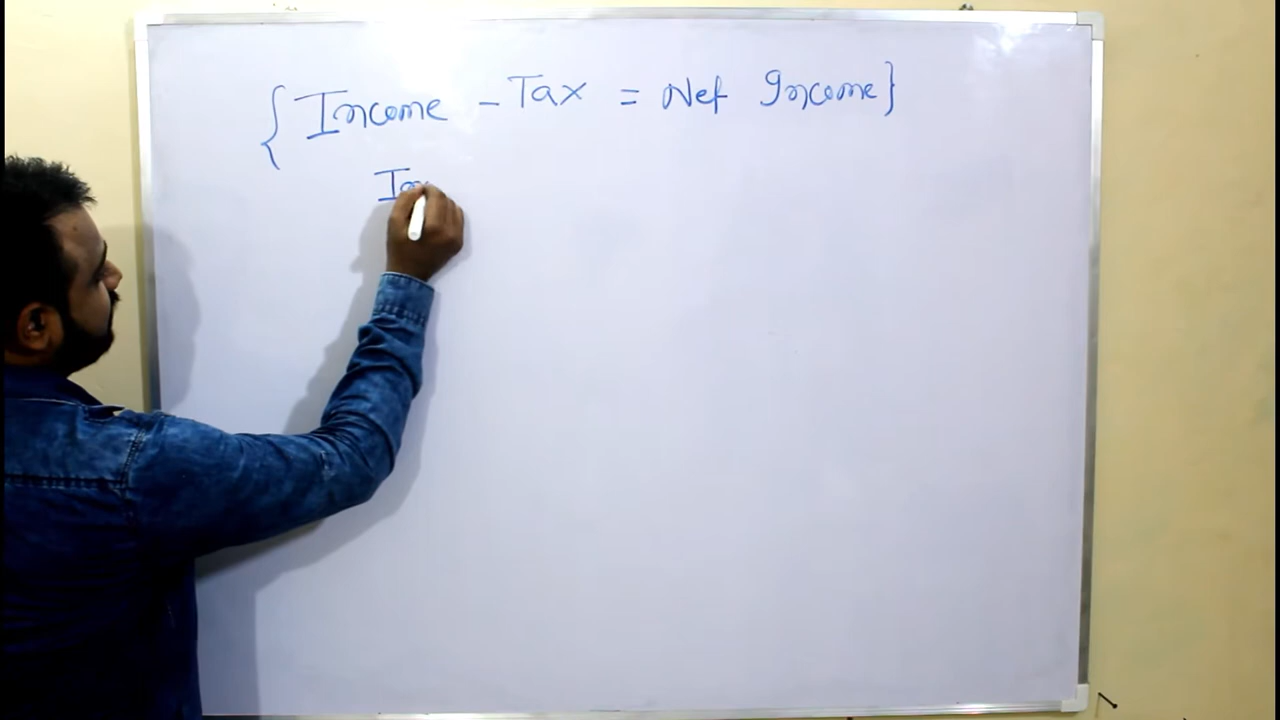 { Income - Tax = Net Income}
In